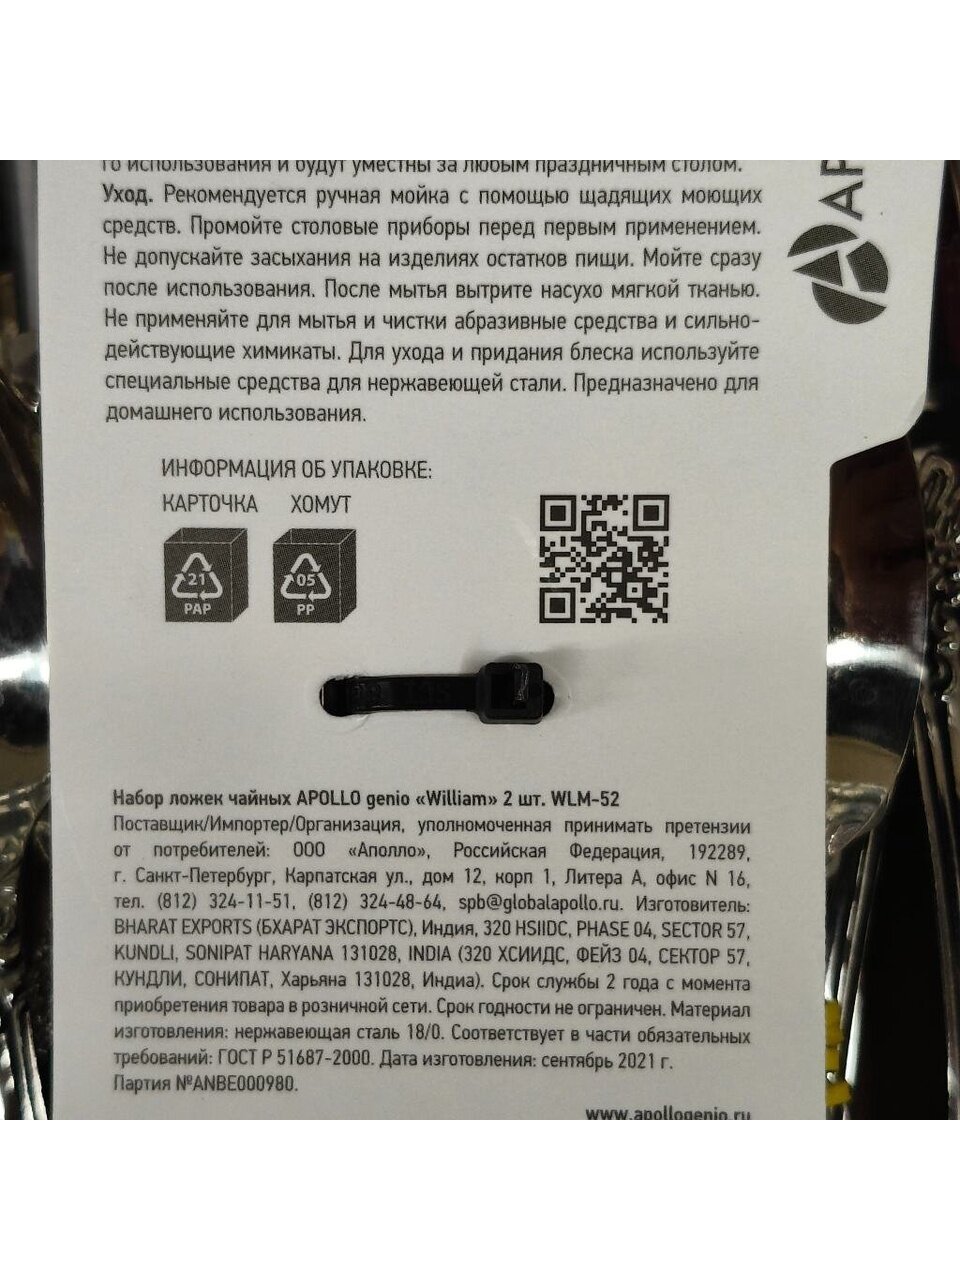 го использования и будут уместны за любым праздничным столом.
Уход. Рекомендуется ручная мойка с помощью щадящих моющих
средств. Промойте столовые приборы перед первым применением.
Не допускайте засыхания на изделиях остатков пищи. Мойте сразу
после использования. После мытья вытрите насухо мягкой тканью.
Не применяйте для мытья и чистки абразивные средства и сильно-
действующие химикаты. Для ухода и придания блеска используйте
специальные средства для нержавеющей стали. Предназначено для
домашнего использования.
AP
ИНФОРМАЦИЯ ОБ УПАКОВКЕ:
КАРТОЧКА ХОМУТ
21 05
PAP PP
Набор ложек чайных APOLLO genio «William» 2 шт. WLM-52
Поставщик/Импортер/Организация, уполномоченная принимать претензии
от потребителей: ООО «Аполло», Российская Федерация, 192289,
г. Санкт-Петербург, Карпатская ул., дом 12, корп 1, Литера А, офис N 16,
тел. (812) 324-11-51, (812) 324-48-64, spb@globalapollo.ru. Изготовитель:
BHARAT EXPORTS (БХАРАТ ЭКСПОРТС), Индия, 320 HSIIDC, PHASE 04, SECTOR 57,
KUNDLI, SONIPAT HARYANA 131028, INDIA (320 ХСИИДС, ФЕЙЗ 04, СЕКТОР 57,
КУНДЛИ, СОНИПАТ, Харьяна 131028, Индия). Срок службы 2 года с момента
приобретения товара в розничной сети. Срок годности не ограничен. Материал
изготовления: нержавеющая сталь 18/0. Соответствует в части обязательных
требований: ГОСТ Р 51687-2000. Дата изготовления: сентябрь 2021 г.
Партия №ANBE000980.
www.apollogenio.ru